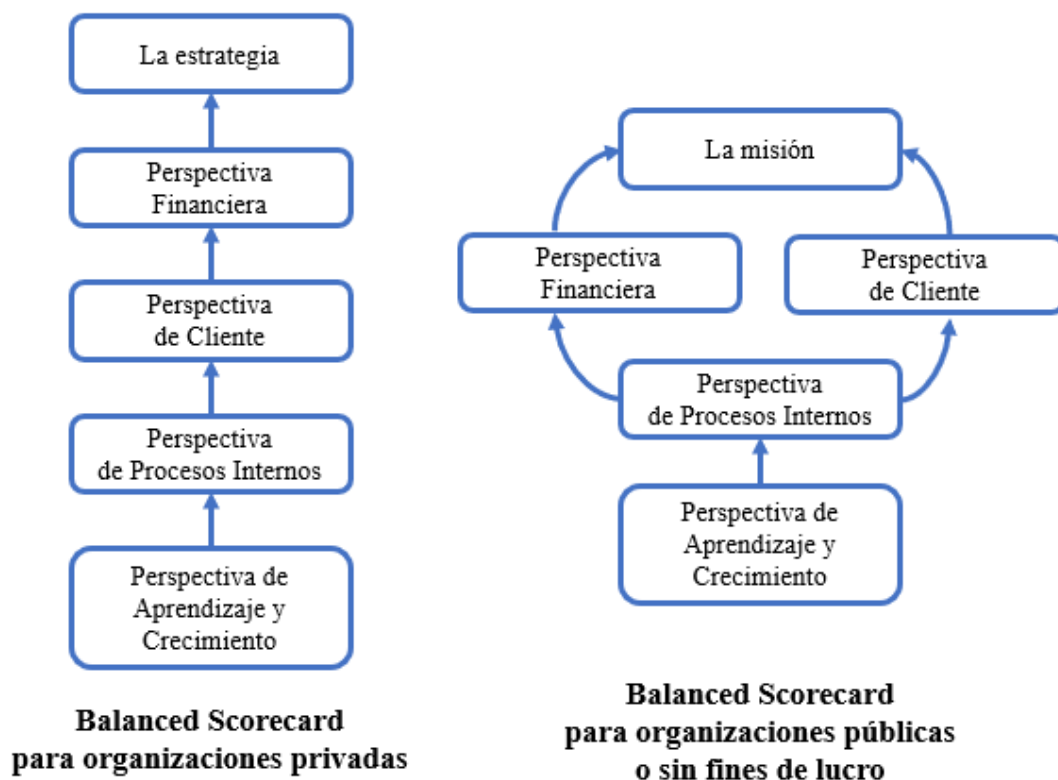 La estrategia
Perspectiva
Financiera
Perspectiva
de Cliente
Perspectiva
de Procesos Internos
Perspectiva de
Aprendizaje y
Crecimiento
Balanced Scorecard
para organizaciones privadas
La misión
Perspectiva
Financiera
Perspectiva
de Cliente
Perspectiva
de Procesos Internos
Perspectiva de
Aprendizaje y
Crecimiento
Balanced Scorecard
para organizaciones públicas
o sin fines de lucro